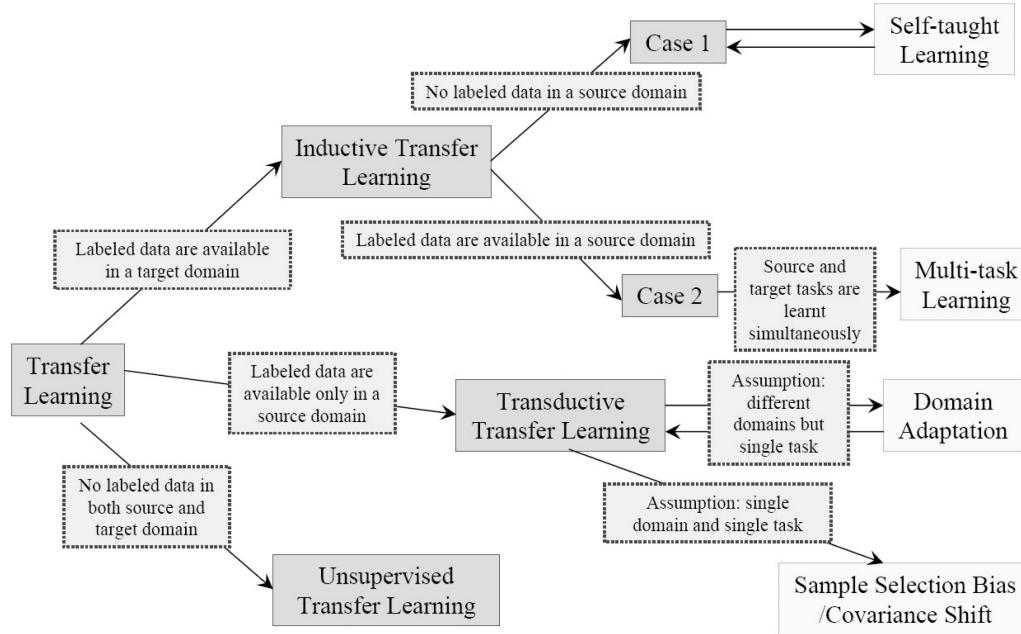 Case 1
Self-taught
Learning
No labeled data in a source domain
Inductive Transfer
Learning
Labeled data are available
in a target domain
Labeled data are available in a source domain
Case 2
Source and
target tasks are
learnt
simultaneously
Multi-task
Learning
Transfer
Learning
Labeled data are
available only in a
source domain
Transductive
Transfer Learning
Assumption:
different
domains but
single task
Domain
Adaptation
No labeled data in
both source and
target domain
Assumption: single
domain and single task
Unsupervised
Transfer Learning
Sample Selection Bias
/Covariance Shift